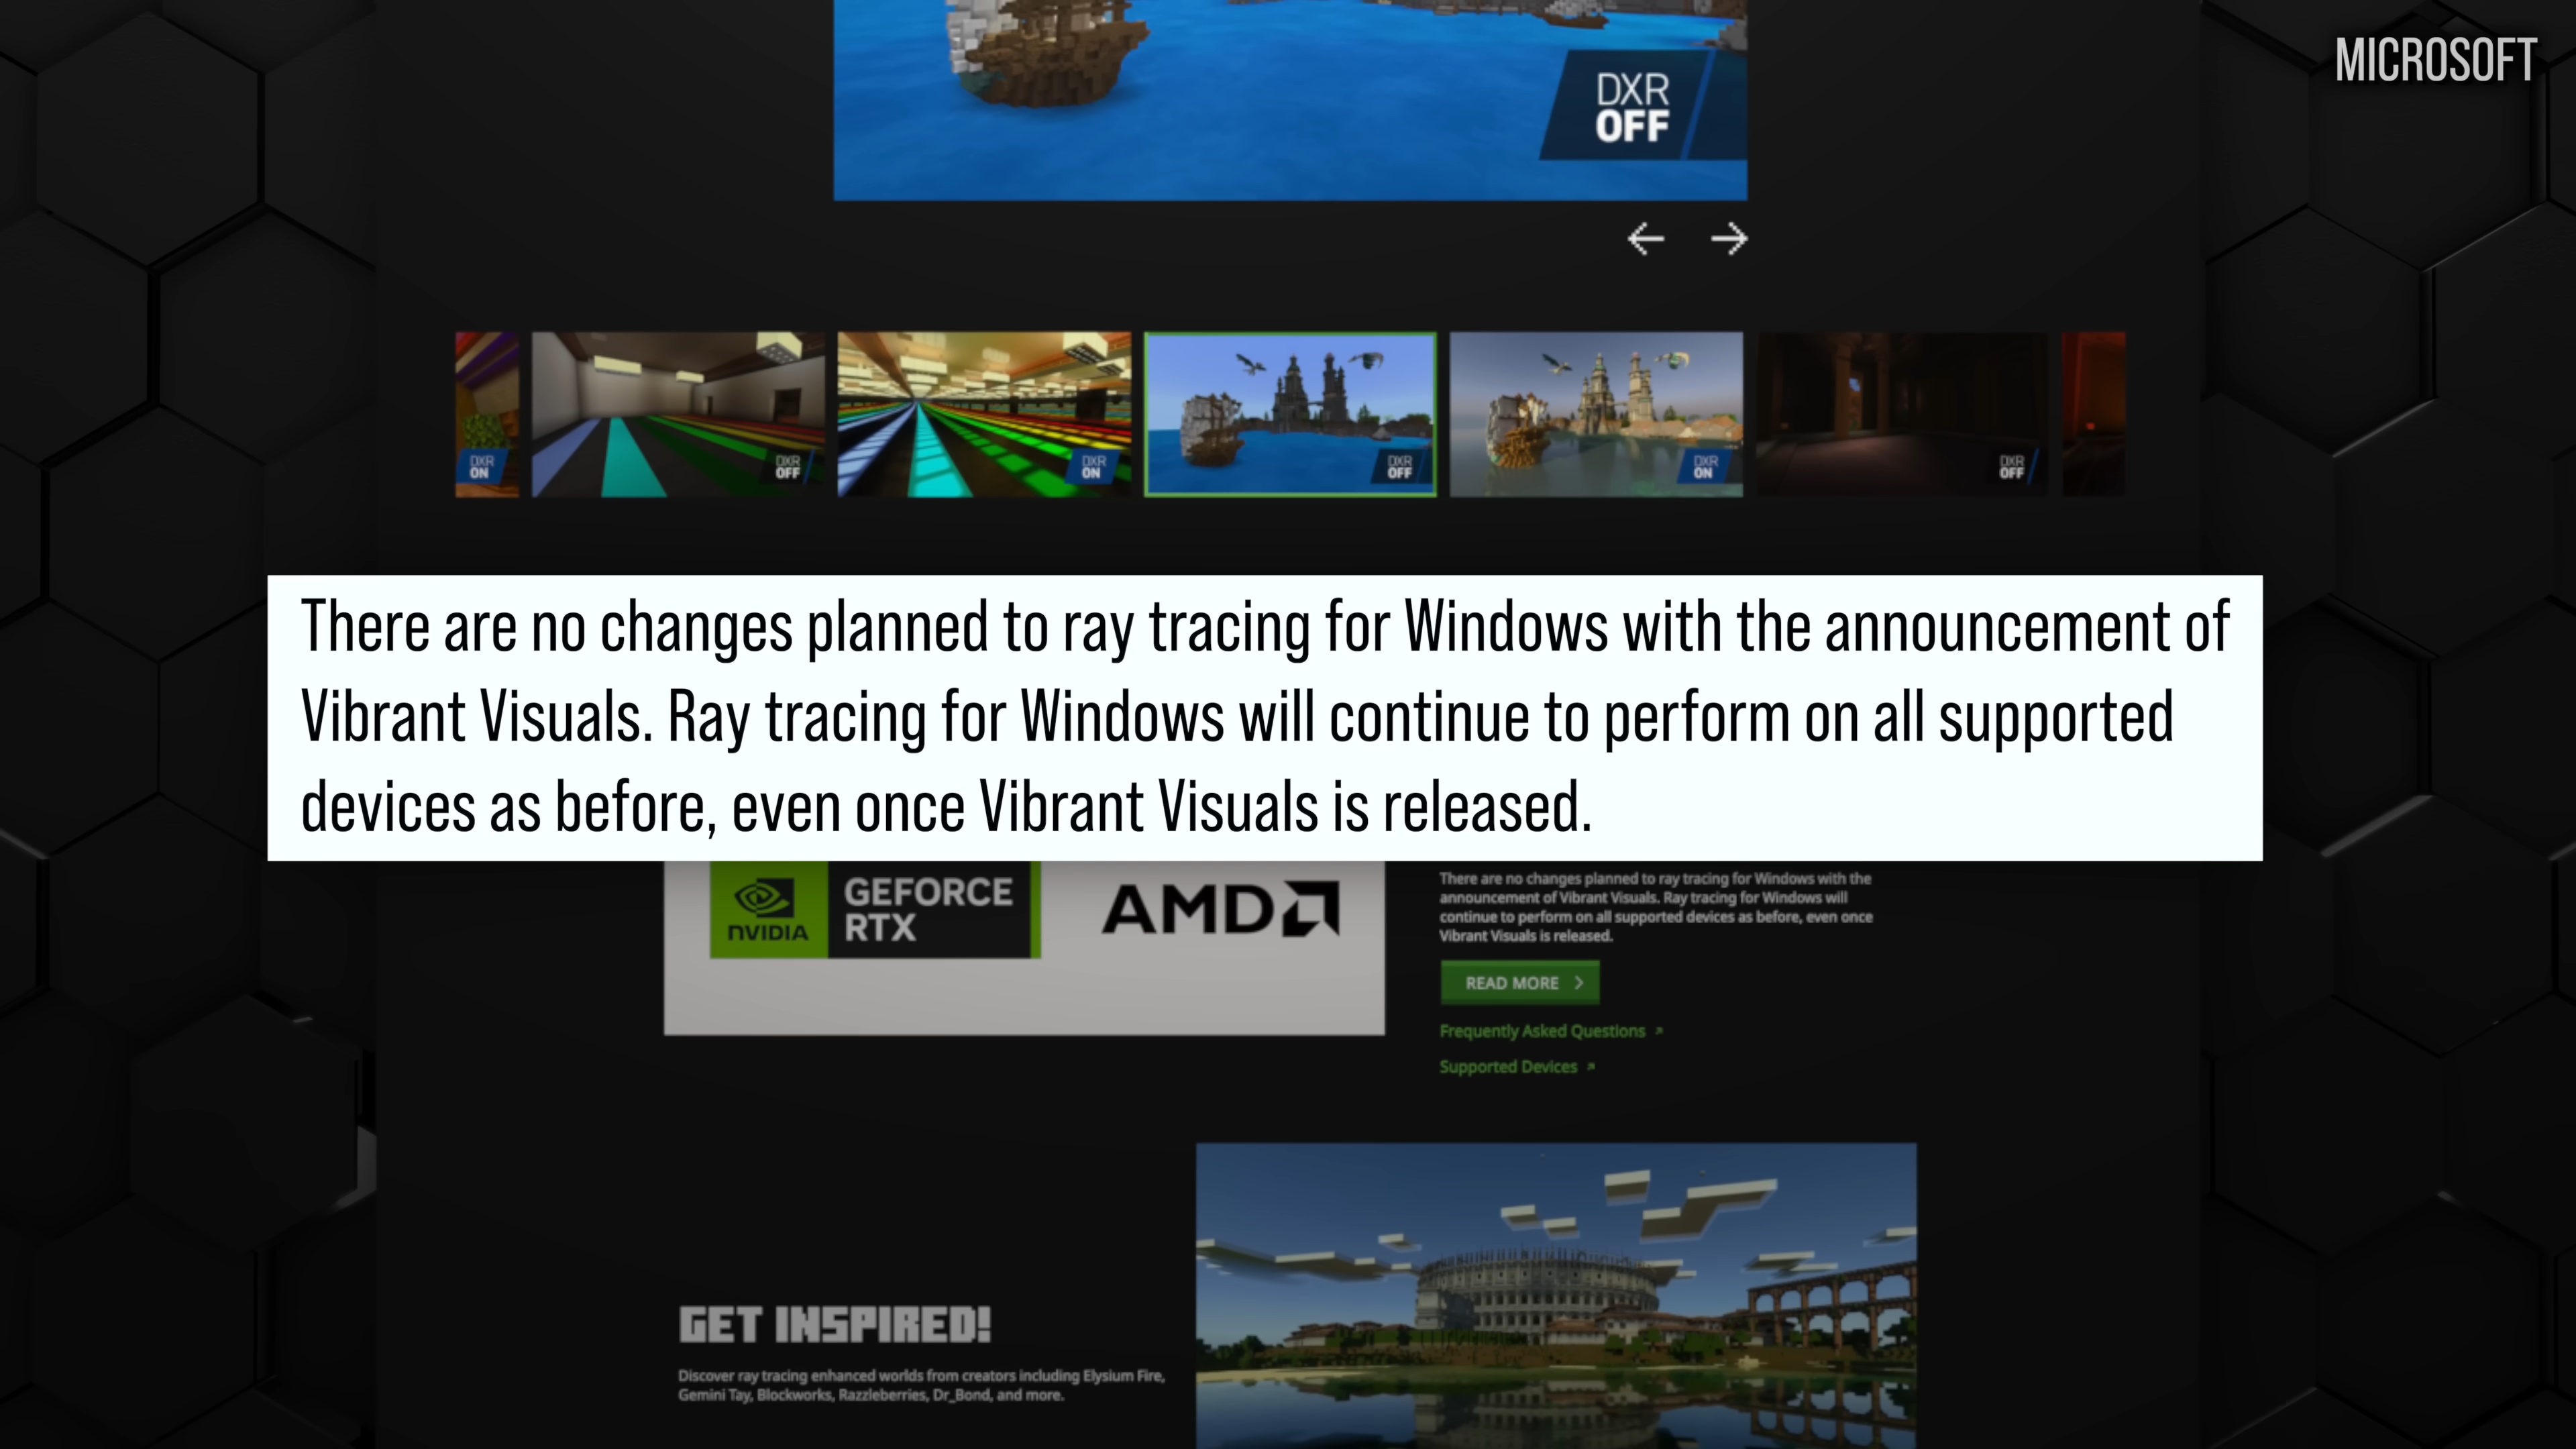 MICROSOFT
DXR
OFF
DXR
ON
DXR
OFF
DXR
ON
DXR
OFF
DXR
ON
DXR
OFF
There are no changes planned to ray tracing for Windows with the announcement of
Vibrant Visuals. Ray tracing for Windows will continue to perform on all supported
devices as before, even once Vibrant Visuals is released.
NVIDIA
GEFORCE
RTX
AMD
There are no changes planned to ray tracing for Windows with the
announcement of Vibrant Visuals. Ray tracing for Windows will
continue to perform on all supported devices as before, even once
Vibrant Visuals is released.
READ MORE
Frequently Asked Questions
Supported Devices
GET INSPIRED!
Discover ray tracing enhanced worlds from creators including Elysium Fire,
Gemini Tay, Blockworks, Razzleberries, Dr_Bond, and more.